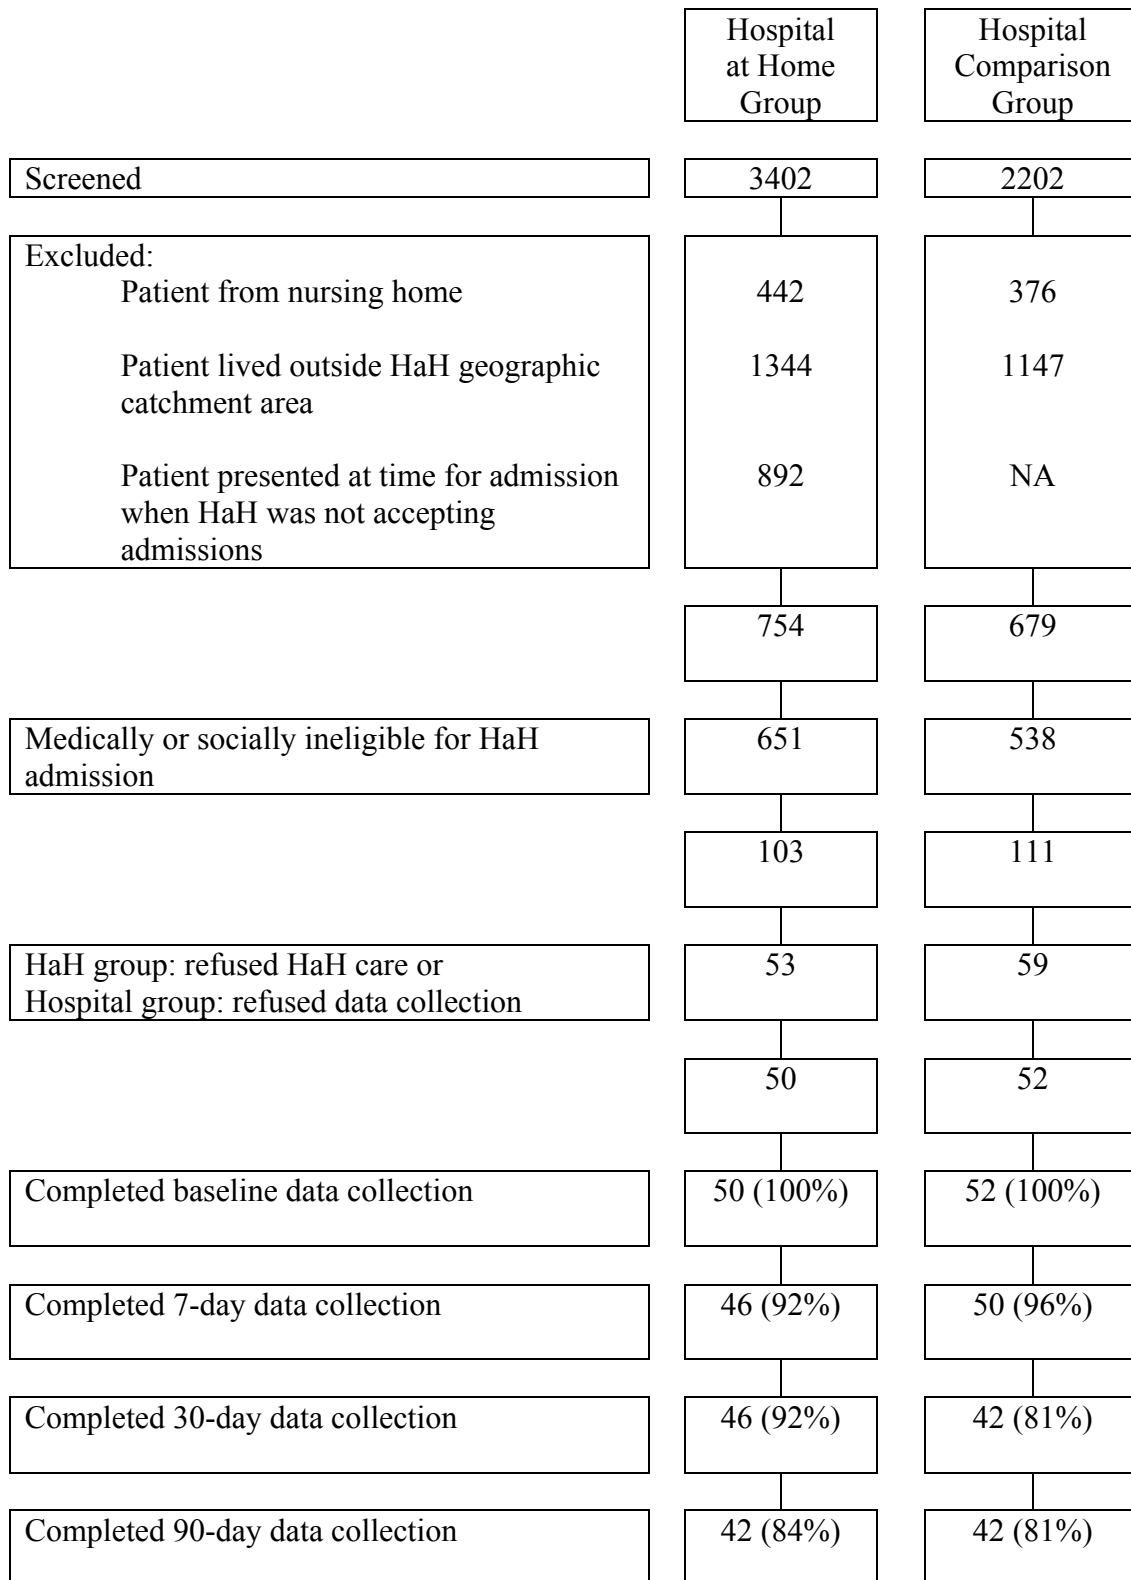 Hospital
at Home
Group
Hospital
Comparison
Group
Screened 3402 2202
Excluded:
Patient from nursing home 442 376
Patient lived outside HaH geographic 1344 1147
catchment area
Patient presented at time for admission 892 NA
when HaH was not accepting
admissions
754 679
Medically or socially ineligible for HaH 651 538
admission
103 111
HaH group: refused HaH care or 53 59
Hospital group: refused data collection
50 52
Completed baseline data collection 50 (100%) 52 (100%)
Completed 7-day data collection 46 (92%) 50 (96%)
Completed 30-day data collection 46 (92%) 42 (81%)
Completed 90-day data collection 42 (84%) 42 (81%)